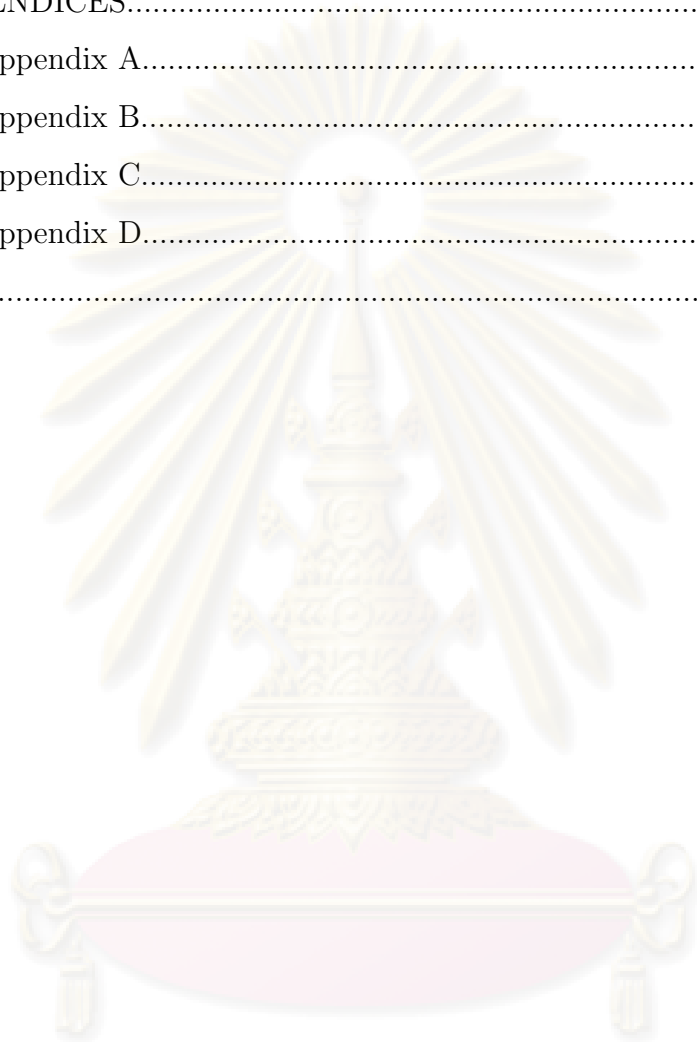 ENDICES..............................................................
ppendix A..............................................................
ppendix B..............................................................
ppendix C..............................................................
ppendix D..............................................................
................................................................................